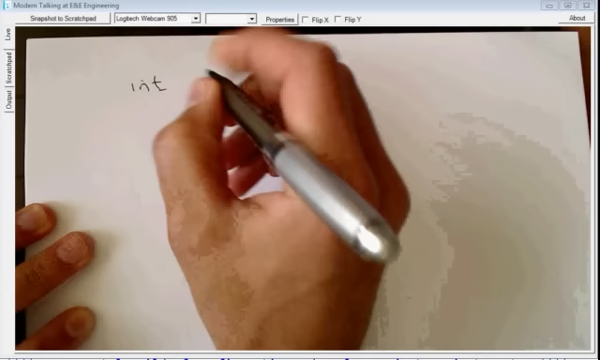 Modern Talking at E&E Engineering
Snapshot to Scratchpad
Logitech Webcam 905
Properties
Flip X
Flip Y
About
Live
Scratchpad
Output
int